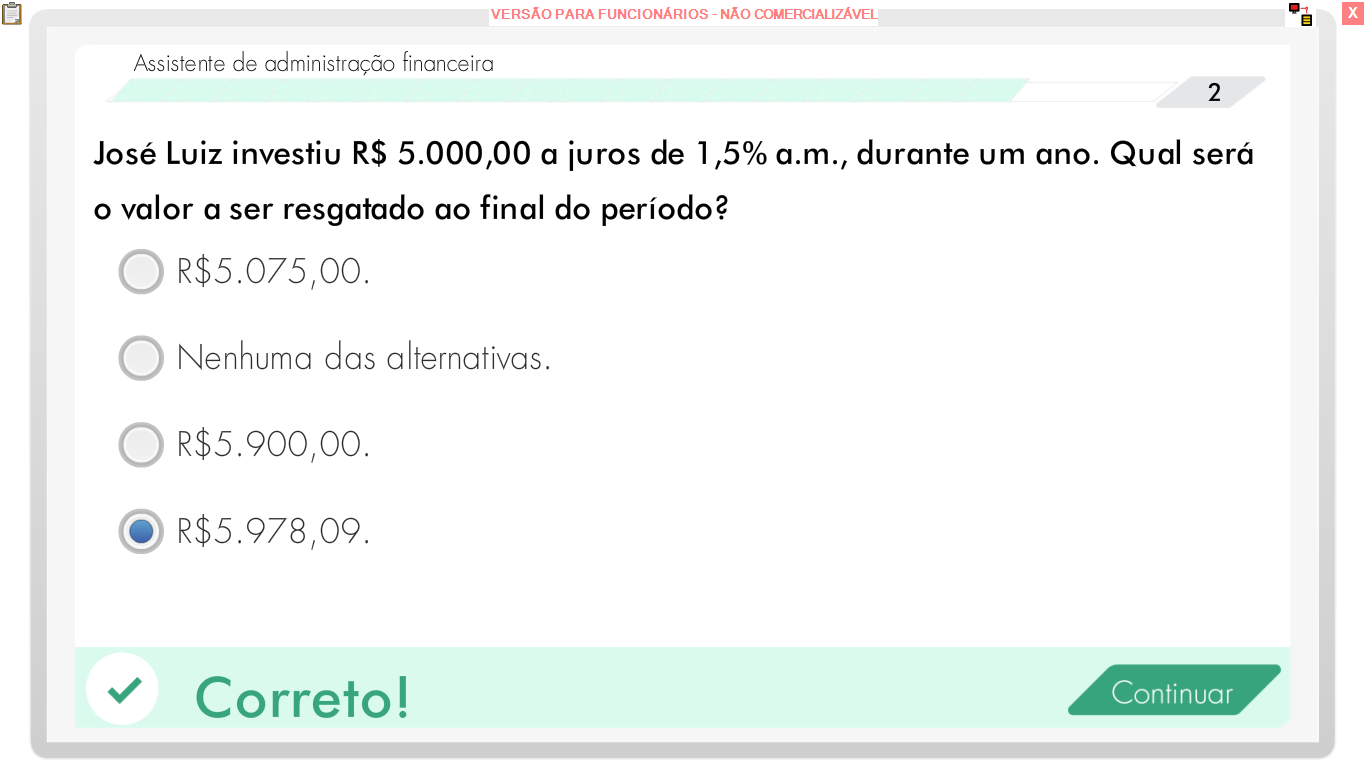 VERSÃO PARA FUNCIONÁRIOS - NÃO COMERCIALIZÁVEL
X
Assistente de administração financeira
2
José Luiz investiu R$ 5.000,00 a juros de 1,5% a.m., durante um ano. Qual será
o valor a ser resgatado ao final do período?
R$5.075,00.
Nenhuma das alternativas.
R$5.900,00.
R$5.978,09.
Correto!
Continuar